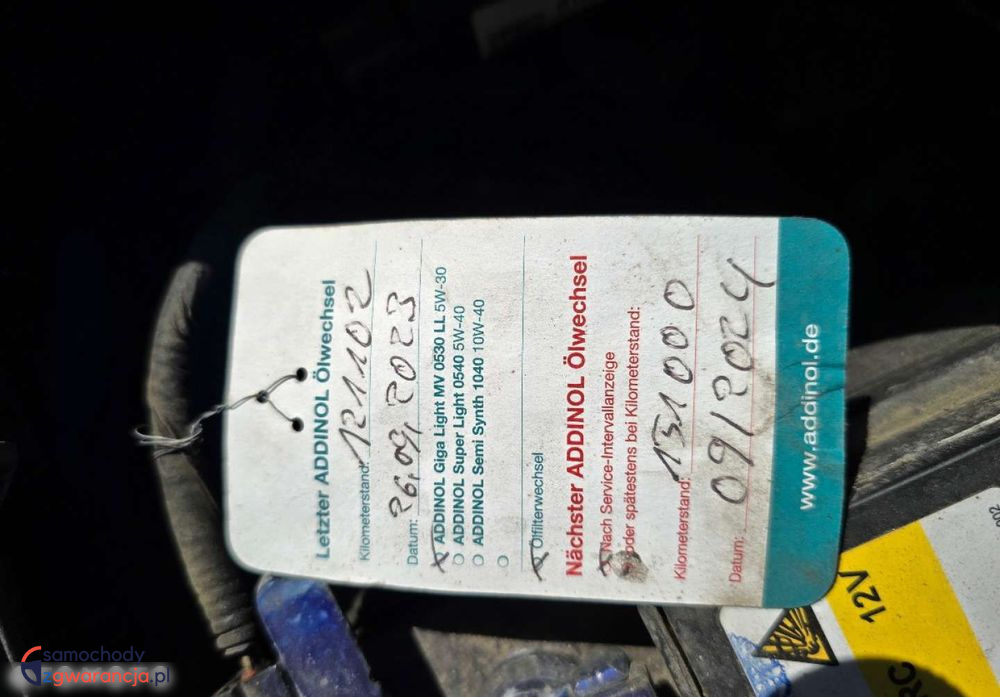 Letzter ADDINOL Ölwechsel
Kilometerstand: 121102
Datum: 26.09.2023
ADDINOL Giga Light MV 0530 LL 5W-30
ADDINOL Super Light 0540 5W-40
ADDINOL Semi Synth 1040 10W-40
Ölfilterwechsel
Nächster ADDINOL Ölwechsel
Nach Service-Intervallanzeige
oder spätestens bei Kilometerstand:
Kilometerstand: 131000
Datum: 09/2024
www.addinol.de
12V
samochody
zgwarancja.pl